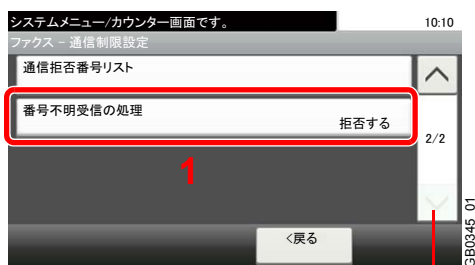 システムメニュー/カウンター画面です。 10:10
ファクス - 通信制限設定
通信拒否番号リスト
番号不明受信の処理
拒否する
2/2
1
<戻る
GB0345_01